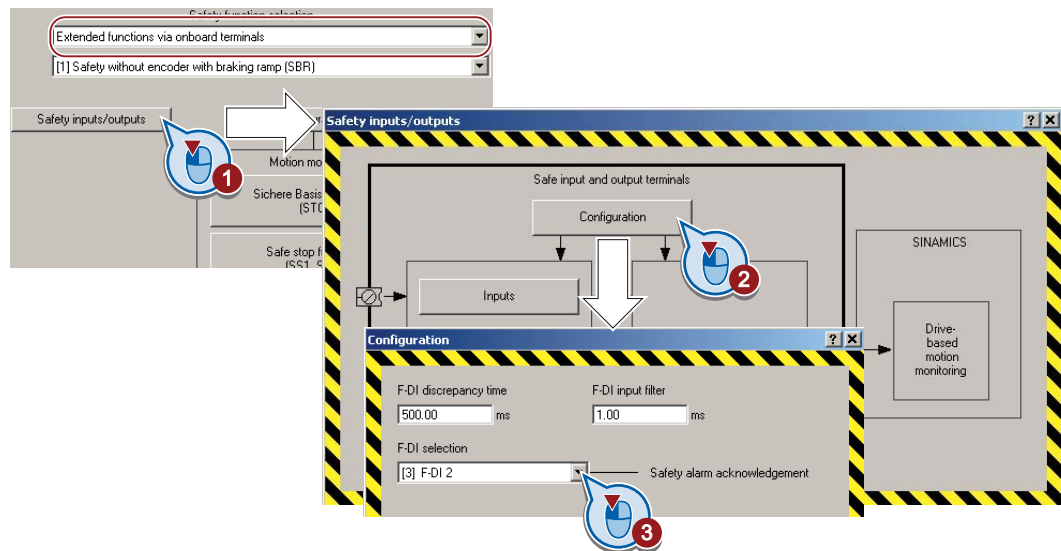 Safety function selection
Extended functions via onboard terminals
[1] Safety without encoder with braking ramp (SBR)
Safety inputs/outputs
1
Motion mo
Sichere Basis
(STO
Safe stop f
(SS1, S
Safety inputs/outputs
Safe input and output terminals
Configuration
2
Inputs
SINAMICS
Drive-
based
motion
monitoring
Configuration
F-DI discrepancy time
F-DI input filter
500.00 ms
1.00 ms
F-DI selection
[3] F-DI 2
Safety alarm acknowledgement
3